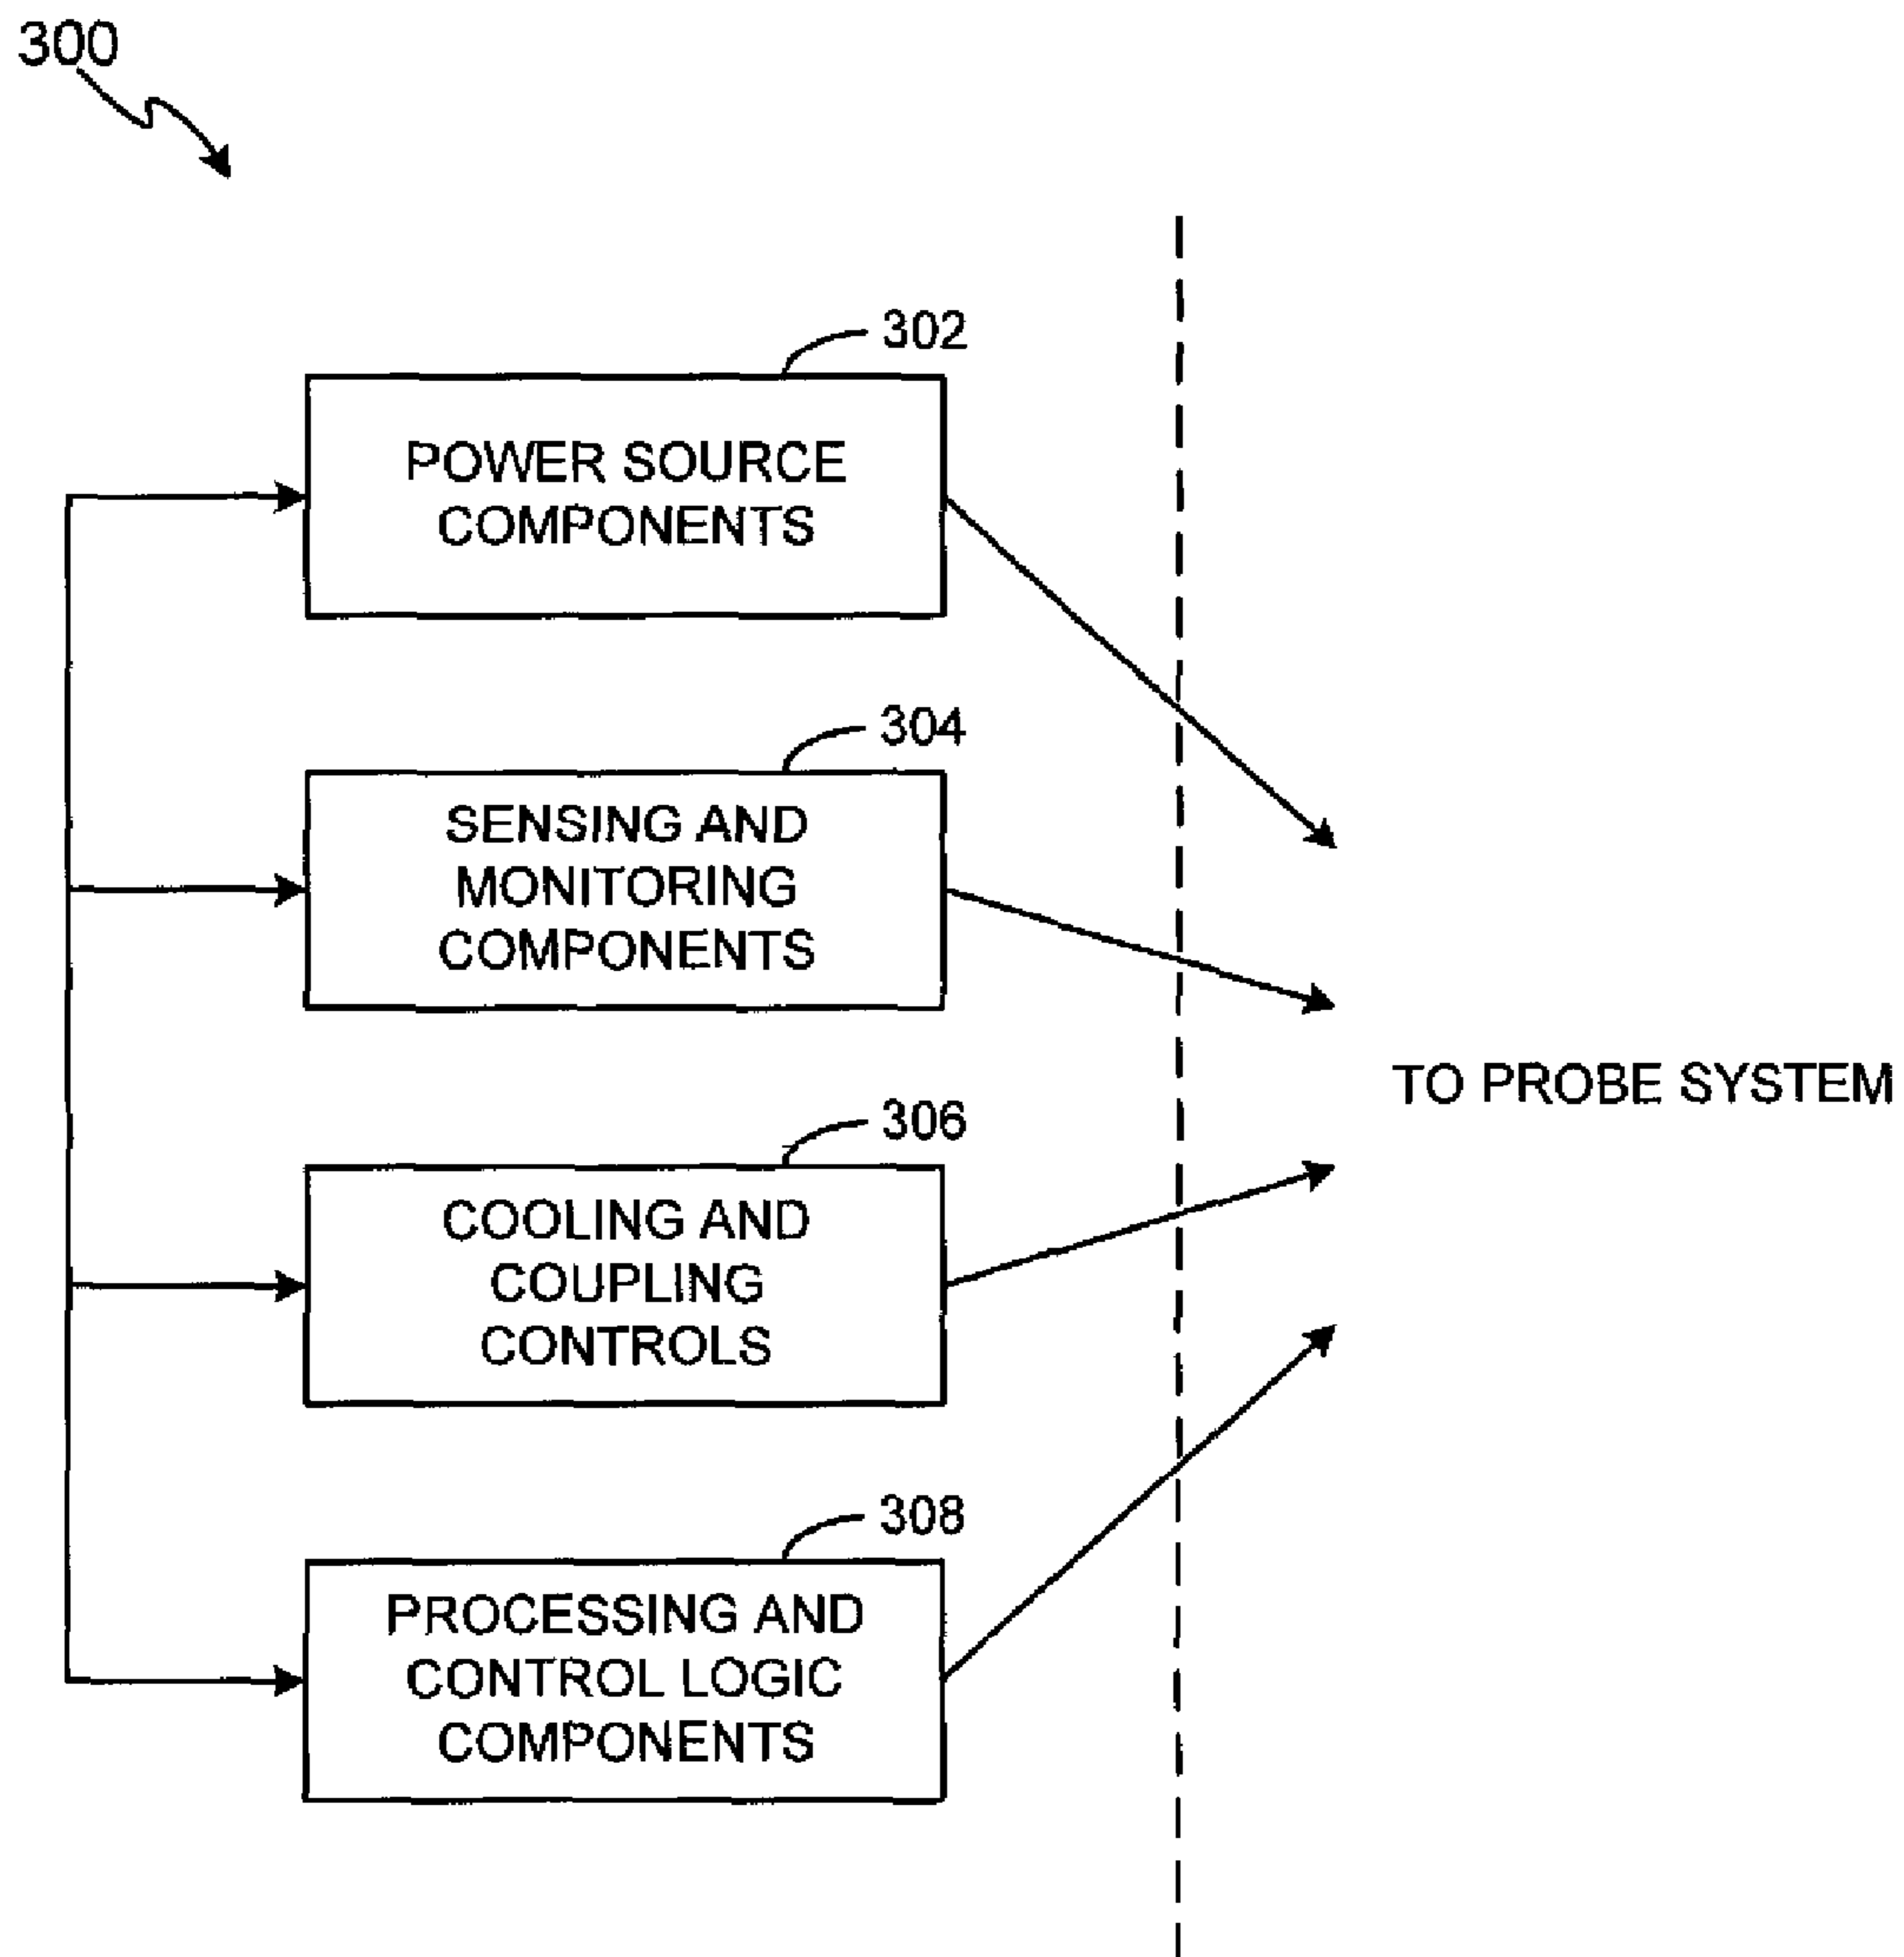 300
302
POWER SOURCE
COMPONENTS
304
SENSING AND
MONITORING
COMPONENTS
TO PROBE SYSTEM
306
COOLING AND
COUPLING
CONTROLS
308
PROCESSING AND
CONTROL LOGIC
COMPONENTS